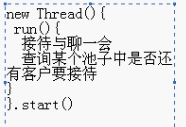 new Thread(){
run(){
接待与聊一会
查询某个池子中是否还
有客户要接待
}
}.start()